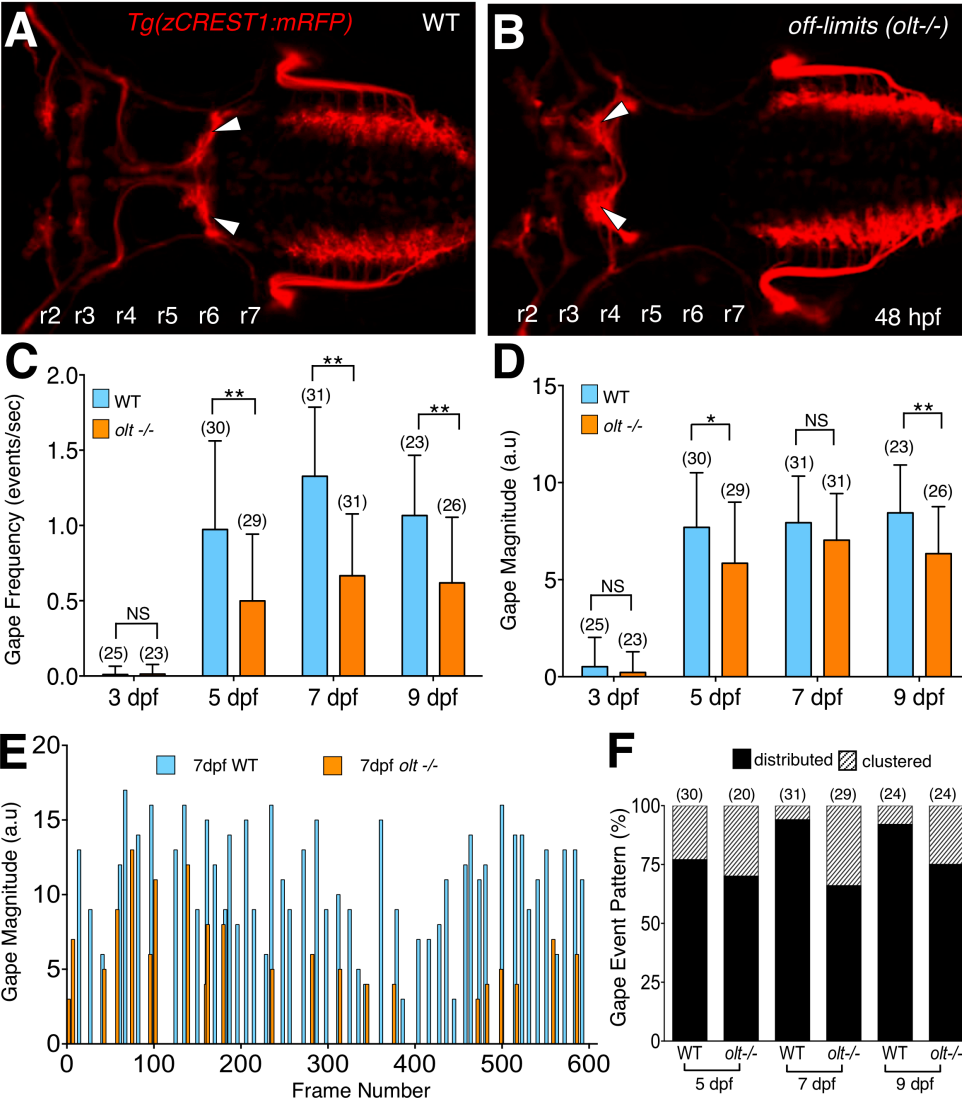 A
Tg(zCREST1:mRFP)
WT
r2 r3 r4 r5 r6 r7
B
off-limits (olt-/-)
r2 r3 r4 r5 r6 r7
48 hpf
C
Gape Frequency (events/sec)
2.0
1.5
1.0
0.5
0.0
WT
olt -/-
NS
**
**
**
(25) (23)
(30) (29)
(31) (31)
(23) (26)
3 dpf 5 dpf 7 dpf 9 dpf
D
Gape Magnitude (a.u)
15
10
5
0
WT
olt -/-
NS
*
NS
**
(25) (23)
(30) (29)
(31) (31)
(23) (26)
3 dpf 5 dpf 7 dpf 9 dpf
E
Gape Magnitude (a.u)
20
15
10
5
0
7dpf WT
7dpf olt -/-
0 100 200 300 400 500 600
Frame Number
F
distributed clustered
Gape Event Pattern (%)
(30) (20) (31) (29) (24) (24)
100
75
50
25
0
WT olt-/- WT olt-/- WT olt-/-
5 dpf 7 dpf 9 dpf